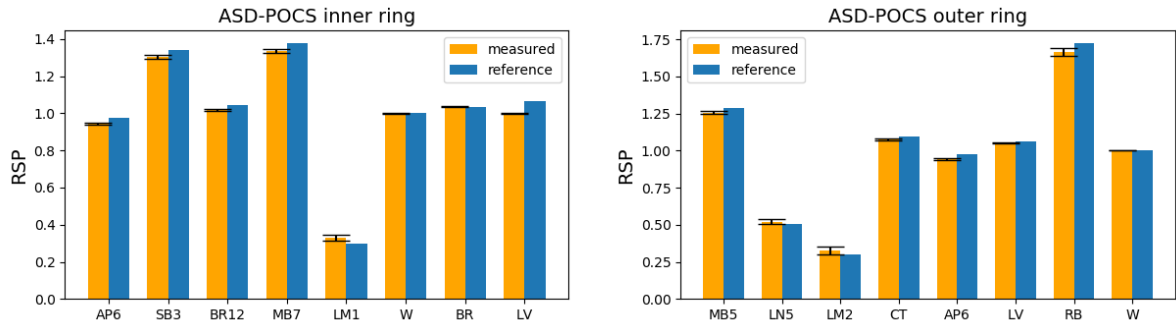 ASD-POCS inner ring
RSP
1.4
1.2
1.0
0.8
0.6
0.4
0.2
0.0
measured
reference
AP6 SB3 BR12 MB7 LM1 W BR LV
ASD-POCS outer ring
RSP
1.75
1.50
1.25
1.00
0.75
0.50
0.25
0.00
measured
reference
MB5 LN5 LM2 CT AP6 LV RB W